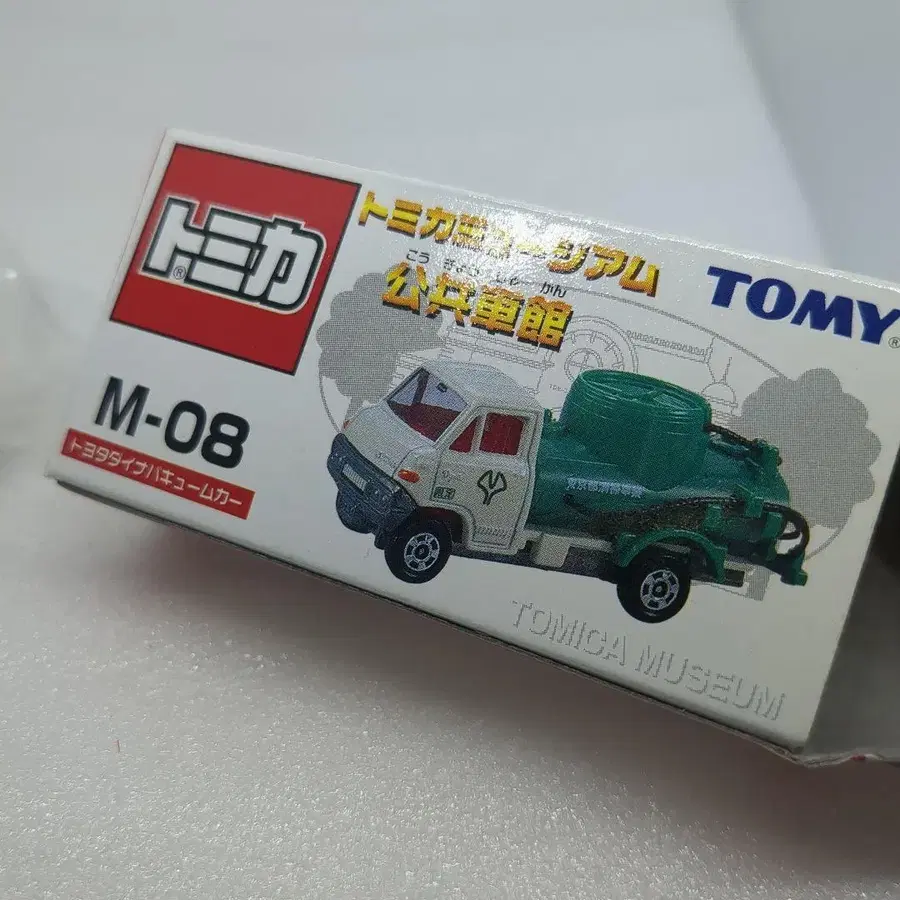 トミカ®
トミカミュージアム
こう きょう しゃ かん
公共車館
TOMY®
M-08
トヨタダイナバキュームカー
TOMICA MUSEUM